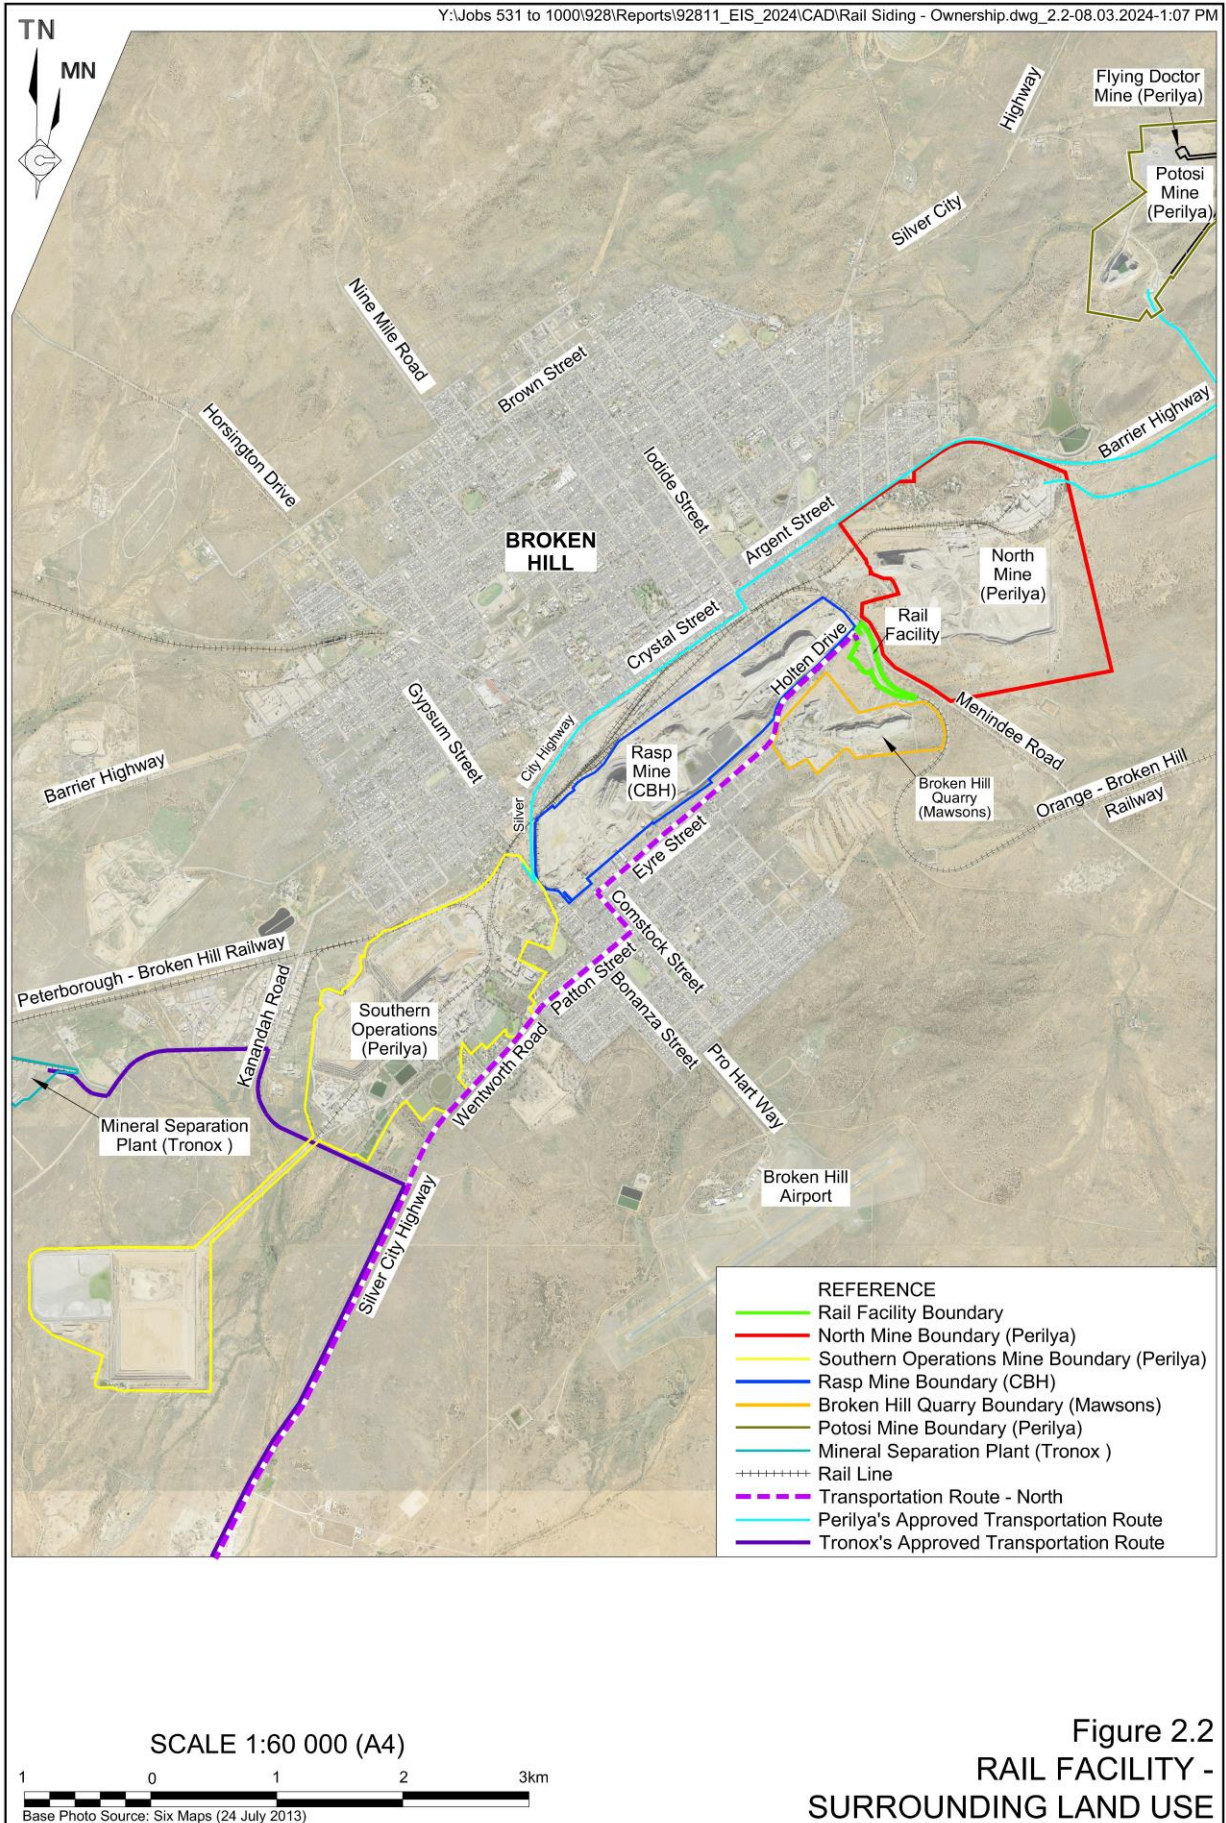 Y:\Jobs 531 to 1000\928\Reports\92811_EIS_2024\CAD\Rail Siding - Ownership.dwg_2.2-08.03.2024-1:07 PM
TN
MN
Highway
Flying Doctor
Mine (Perilya)
Potosi
Mine
(Perilya)
Silver City
Nine Mile Road
Brown Street
Horsington Drive
Barrier Highway
Iodide Street
Argent Street
BROKEN
HILL
North
Mine
(Perilya)
Rail
Facility
Crystal Street
Holten Drive
Gypsum Street
City Highway
Silver
Menindee Road
Rasp
Mine
(CBH)
Barrier Highway
Broken Hill
Quarry
(Mawsons)
Orange - Broken Hill
Railway
Eyre Street
Comstock Street
Peterborough - Broken Hill Railway
Kanandah Road
Patton Street
Bonanza Street
Southern
Operations
(Perilya)
Wentworth Road
Pro Hart Way
Mineral Separation
Plant (Tronox )
Broken Hill
Airport
Silver City Highway
REFERENCE
Rail Facility Boundary
North Mine Boundary (Perilya)
Southern Operations Mine Boundary (Perilya)
Rasp Mine Boundary (CBH)
Broken Hill Quarry Boundary (Mawsons)
Potosi Mine Boundary (Perilya)
Mineral Separation Plant (Tronox )
Rail Line
Transportation Route - North
Perilya's Approved Transportation Route
Tronox's Approved Transportation Route
SCALE 1:60 000 (A4)
1 0 1 2 3km
Base Photo Source: Six Maps (24 July 2013)
Figure 2.2
RAIL FACILITY -
SURROUNDING LAND USE